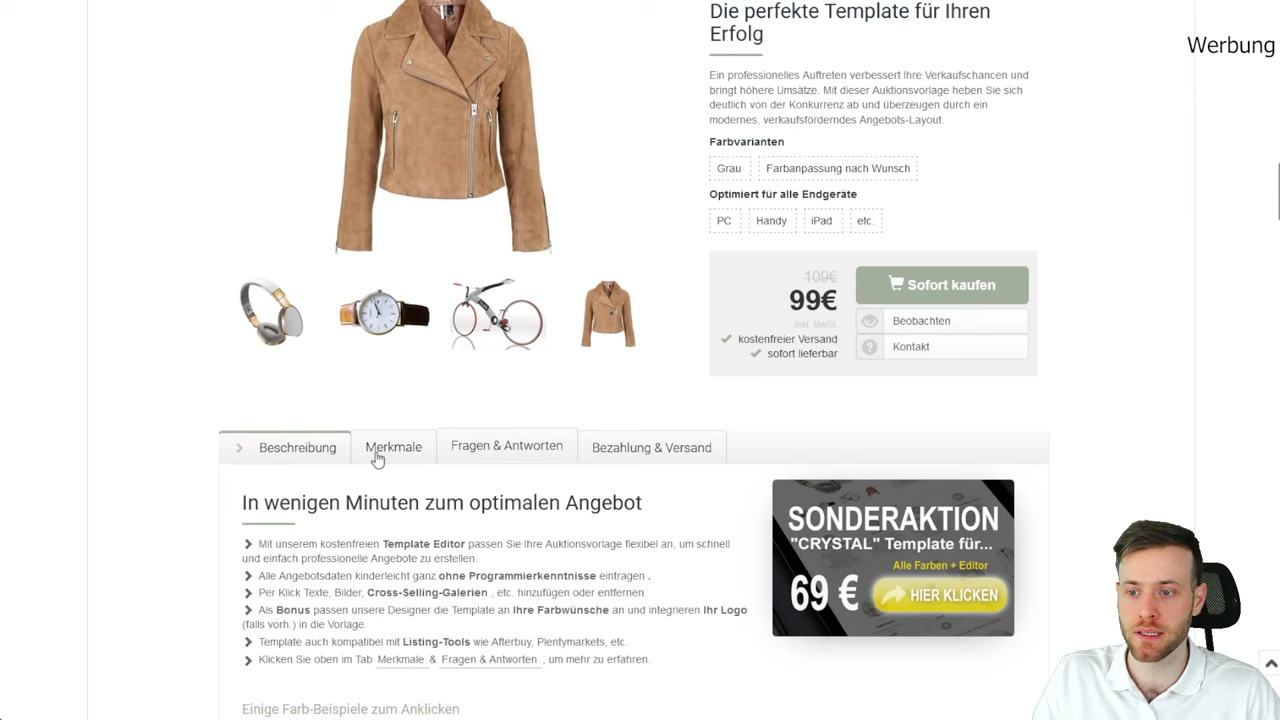 Die perfekte Template für Ihren
Erfolg
Werbung
Ein professionelles Auftreten verbessert Ihre Verkaufschancen und
bringt höhere Umsätze. Mit dieser Auktionsvorlage heben Sie sich
deutlich von der Konkurrenz ab und überzeugen durch ein
modernes, verkaufsförderndes Angebots-Layout.
Farbvarianten
Grau
Farbanpassung nach Wunsch
Optimiert für alle Endgeräte
PC
Handy
iPad
etc.
109€
99€
inkl. MwSt.
kostenfreier Versand
sofort lieferbar
Sofort kaufen
Beobachten
Kontakt
Beschreibung
Merkmale
Fragen & Antworten
Bezahlung & Versand
In wenigen Minuten zum optimalen Angebot
Mit unserem kostenfreien Template Editor passen Sie Ihre Auktionsvorlage flexibel an, um schnell
und einfach professionelle Angebote zu erstellen.
Alle Angebotsdaten kinderleicht ganz ohne Programmierkenntnisse eintragen .
Per Klick Texte, Bilder, Cross-Selling-Galerien , etc. hinzufügen oder entfernen.
Als Bonus passen unsere Designer die Template an Ihre Farbwünsche an und integrieren Ihr Logo
(falls vorh.) in die Vorlage.
Template auch kompatibel mit Listing-Tools wie Afterbuy, Plentymarkets, etc.
Klicken Sie oben im Tab Merkmale & Fragen & Antworten , um mehr zu erfahren.
SONDERAKTION
"CRYSTAL" Template für...
Alle Farben + Editor
69 €
HIER KLICKEN
Einige Farb-Beispiele zum Anklicken